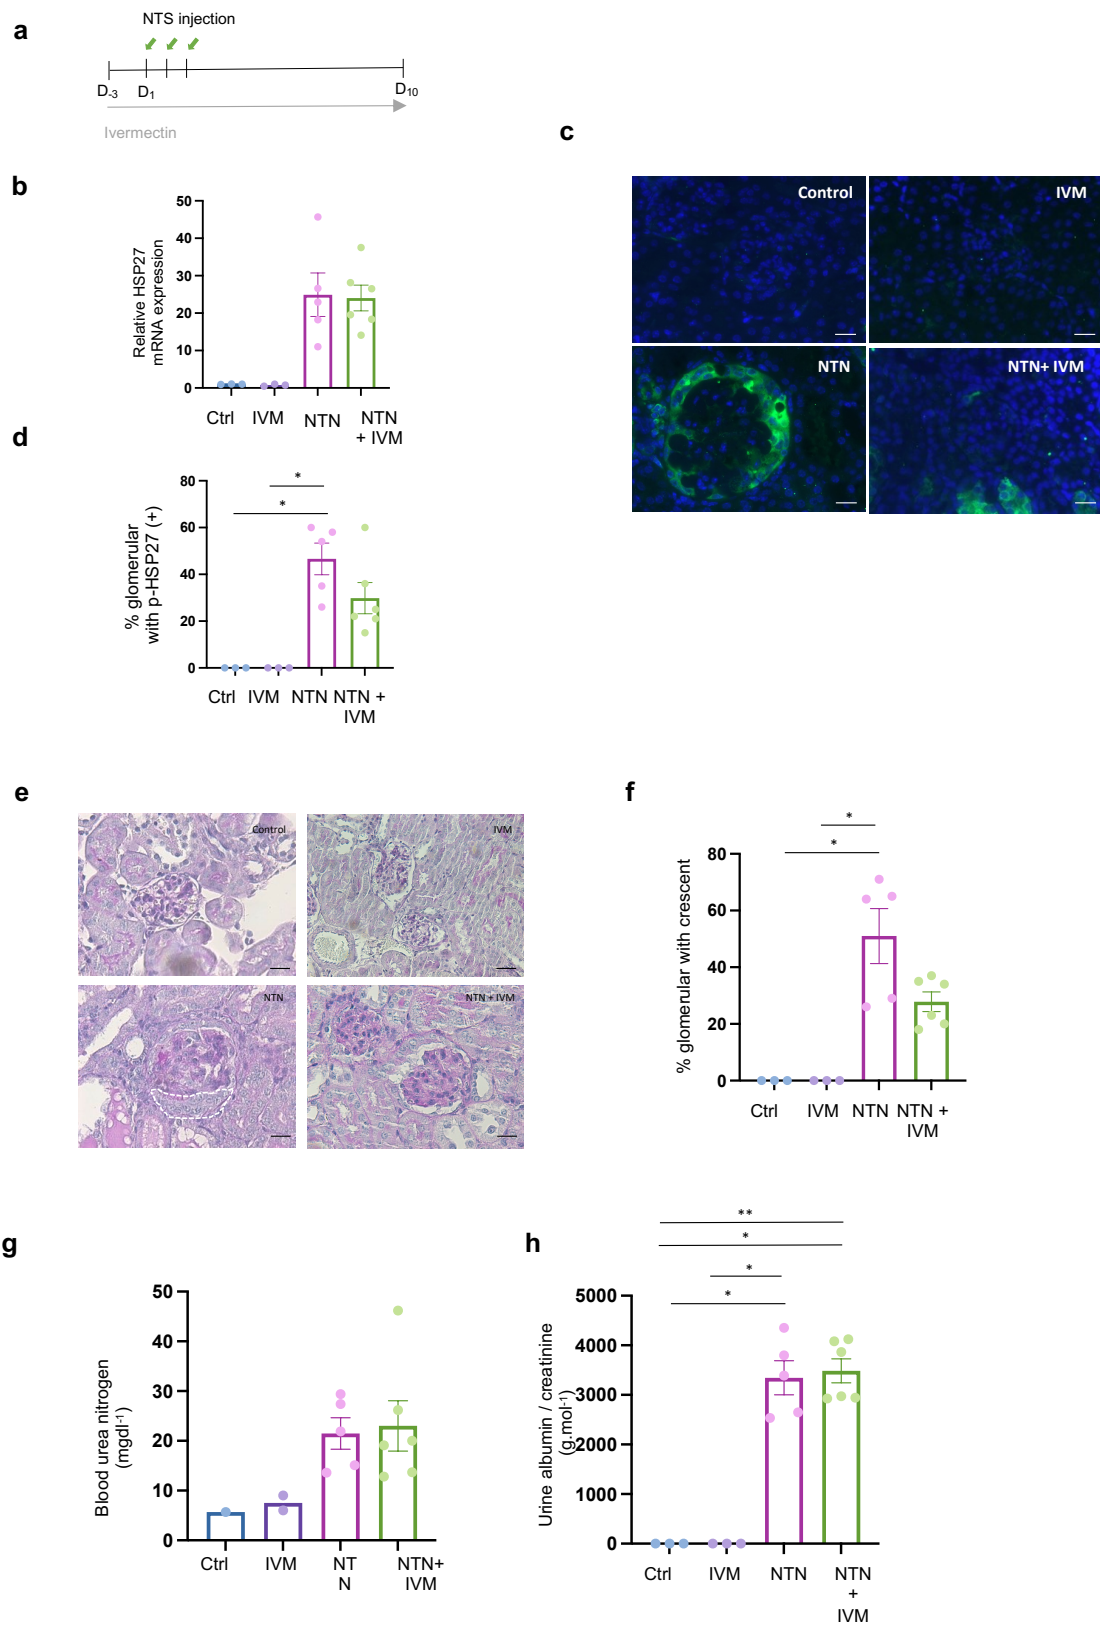 a
NTS injection
D-3
D1
D10
Ivermectin
b
Relative HSP27
mRNA expression
50
40
30
20
10
0
Ctrl
IVM
NTN
NTN
+ IVM
c
Control
IVM
NTN
NTN+ IVM
d
% glomerular
with p-HSP27 (+)
80
60
40
20
0
*
*
Ctrl
IVM
NTN
NTN +
IVM
e
Control
IVM
NTN
NTN + IVM
f
% glomerular with crescent
80
60
40
20
0
*
*
Ctrl
IVM
NTN
NTN +
IVM
g
Blood urea nitrogen
(mgdl-1)
50
40
30
20
10
0
Ctrl
IVM
NT
N
NTN+
IVM
h
Urine albumin / creatinine
(g.mol-1)
5000
4000
3000
2000
1000
0
**
*
*
*
Ctrl
IVM
NTN
NTN
+
IVM